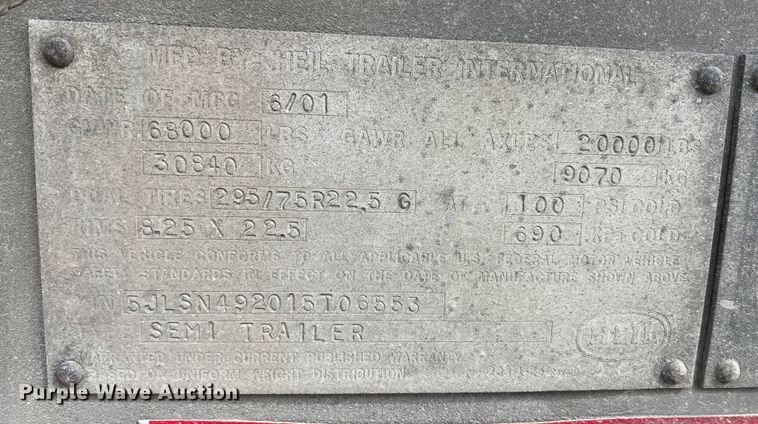 MFD BY HEIL TRAILER INTERNATIONAL
DATE OF MFG 6/01
GVWR 68000 LBS GAWR ALL AXLES 20000 LBS
30840 KG 9070 KG
DUAL TIRES 295/75R22.5 G AT 100 PSI COLD
RIMS 8.25 X 22.5 690 KPA COLD
THIS VEHICLE CONFORMS TO ALL APPLICABLE U.S. FEDERAL MOTOR VEHICLE
SAFETY STANDARDS IN EFFECT ON THE DATE OF MANUFACTURE SHOWN ABOVE
VIN 5JLSN492015T06553
TYPE SEMI TRAILER Heil
WARRANTED UNDER CURRENT PUBLISHED WARRANTY
BASED ON UNIFORM WEIGHT DISTRIBUTION
Purple Wave Auction